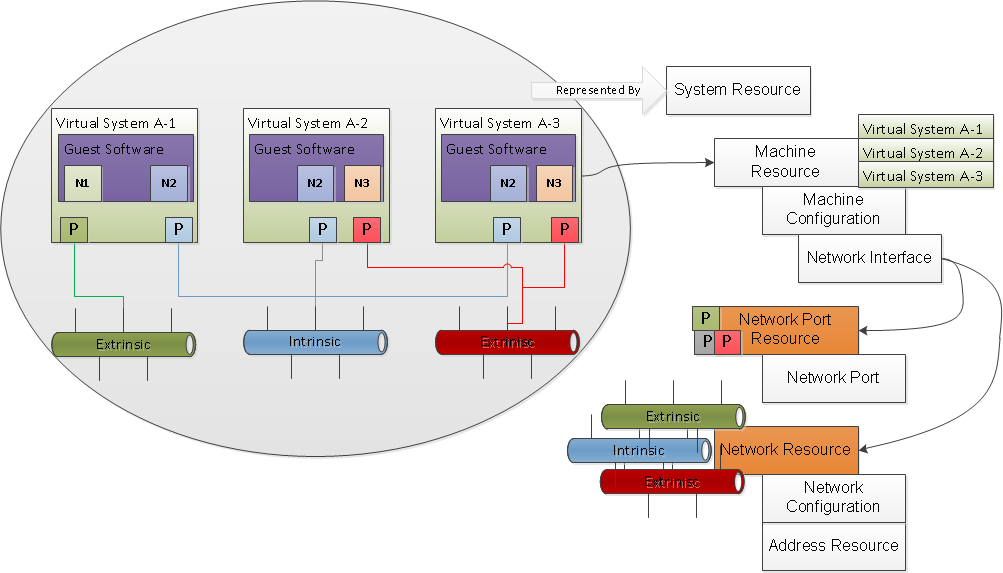 Represented By
System Resource
Virtual System A-1
Guest Software
N1
N2
P
P
Virtual System A-2
Guest Software
N2
N3
P
P
Virtual System A-3
Guest Software
N2
N3
P
P
Extrinsic
Intrinsic
Extrinisc
Machine
Resource
Virtual System A-1
Virtual System A-2
Virtual System A-3
Machine
Configuration
Network Interface
P
P
P
Network Port
Resource
Network Port
Extrinsic
Intrinsic
Extrinisc
Network Resource
Network
Configuration
Address Resource